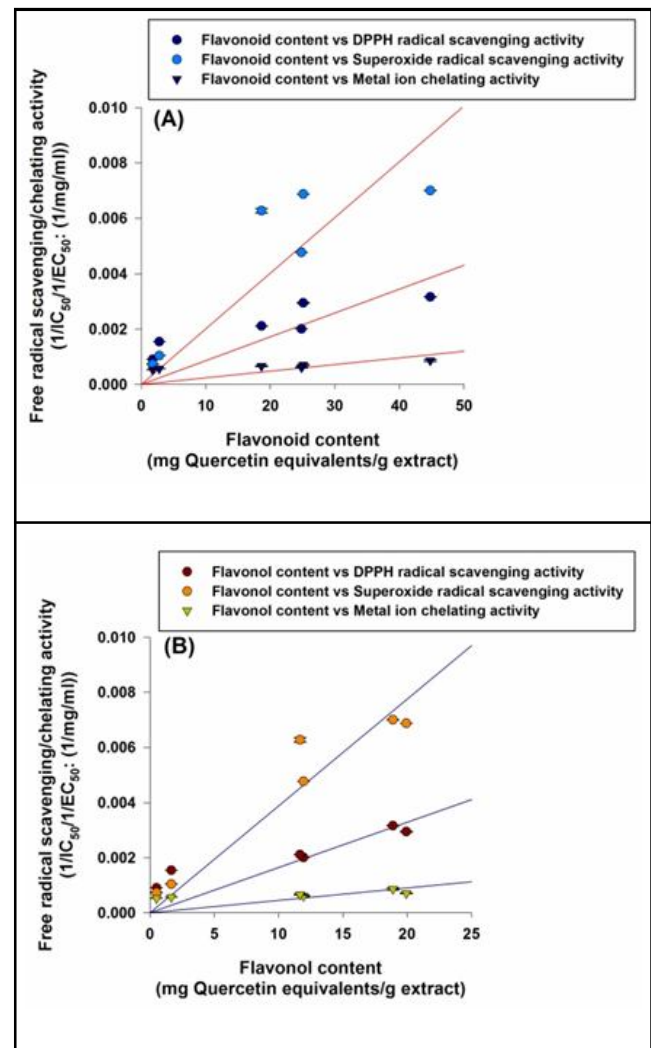 Flavonoid content vs DPPH radical scavenging activity
Flavonoid content vs Superoxide radical scavenging activity
Flavonoid content vs Metal ion chelating activity
(A)
Free radical scavenging/chelating activity
(1/IC50/1/EC50: (1/mg/ml))
0.010
0.008
0.006
0.004
0.002
0.000
0 10 20 30 40 50
Flavonoid content
(mg Quercetin equivalents/g extract)
Flavonol content vs DPPH radical scavenging activity
Flavonol content vs Superoxide radical scavenging activity
Flavonol content vs Metal ion chelating activity
(B)
Free radical scavenging/chelating activity
(1/IC50/1/EC50: (1/mg/ml))
0.010
0.008
0.006
0.004
0.002
0.000
0 5 10 15 20 25
Flavonol content
(mg Quercetin equivalents/g extract)